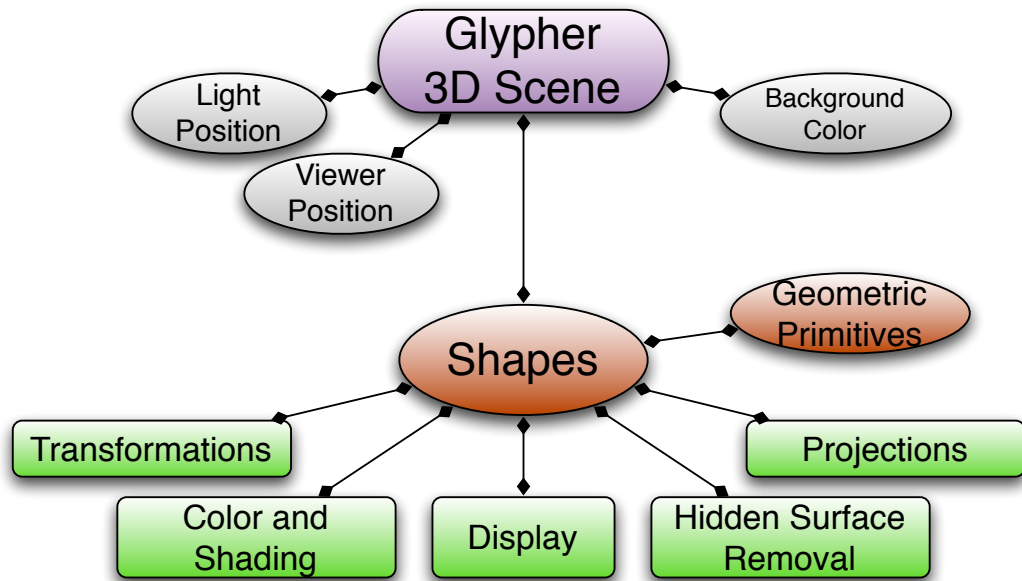 Glypher
3D Scene
Light
Position
Background
Color
Viewer
Position
Geometric
Primitives
Shapes
Transformations
Projections
Color and
Shading
Display
Hidden Surface
Removal